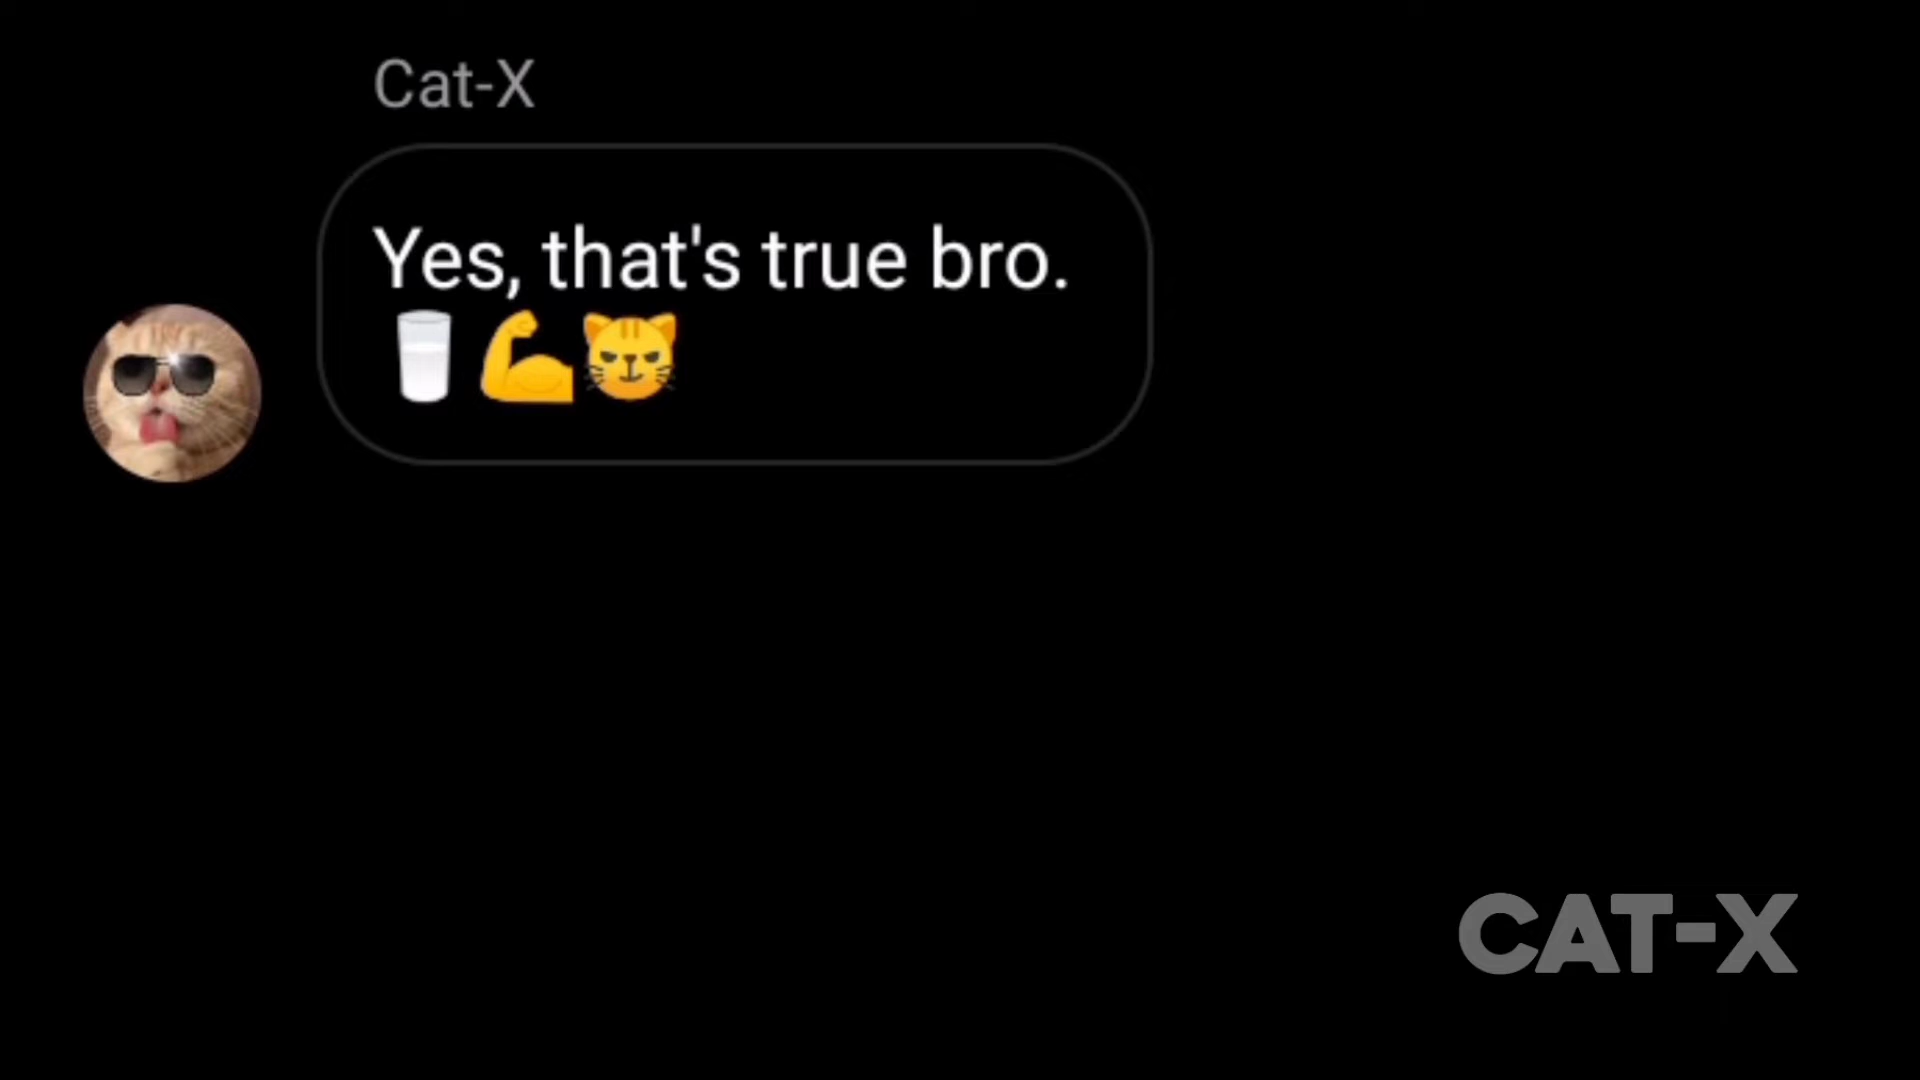 Cat-X
Yes, that's true bro.
🥛💪😼
CAT-X